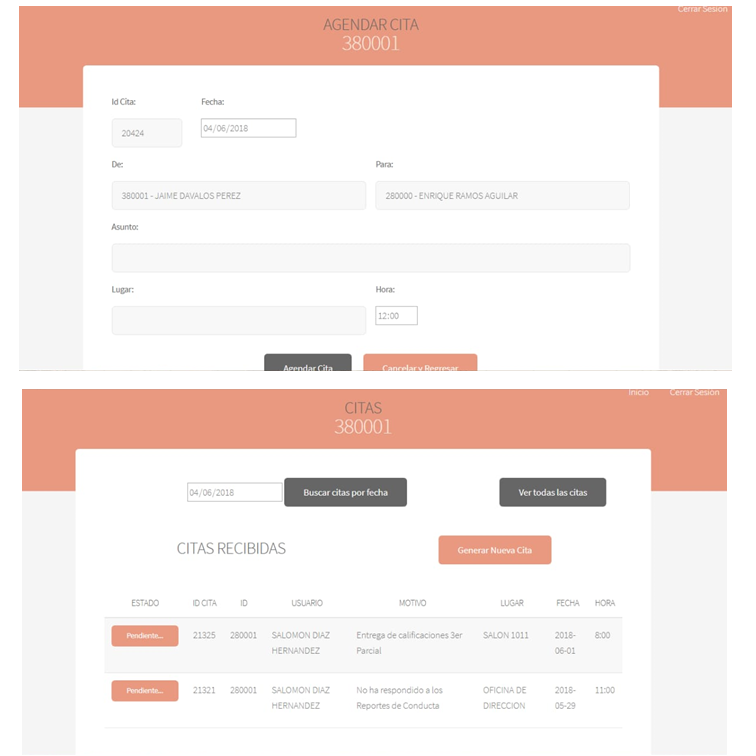 Cerrar Sesión
AGENDAR CITA
380001
Id Cita: Fecha:
20424 04/06/2018
De: Para:
380001 - JAIME DAVALOS PEREZ 280000 - ENRIQUE RAMOS AGUILAR
Asunto:
Lugar: Hora:
12:00
Agendar Cita Cancelar y Regresar
Inicio Cerrar Sesión
CITAS
380001
04/06/2018 Buscar citas por fecha Ver todas las citas
CITAS RECIBIDAS Generar Nueva Cita
ESTADO ID CITA ID USUARIO MOTIVO LUGAR FECHA HORA
Pendiente... 21325 280001 SALOMON DIAZ Entrega de calificaciones 3er SALON 1011 2018- 8:00
HERNANDEZ Parcial 06-01
Pendiente... 21321 280001 SALOMON DIAZ No ha respondido a los OFICINA DE 2018- 11:00
HERNANDEZ Reportes de Conducta DIRECCION 05-29